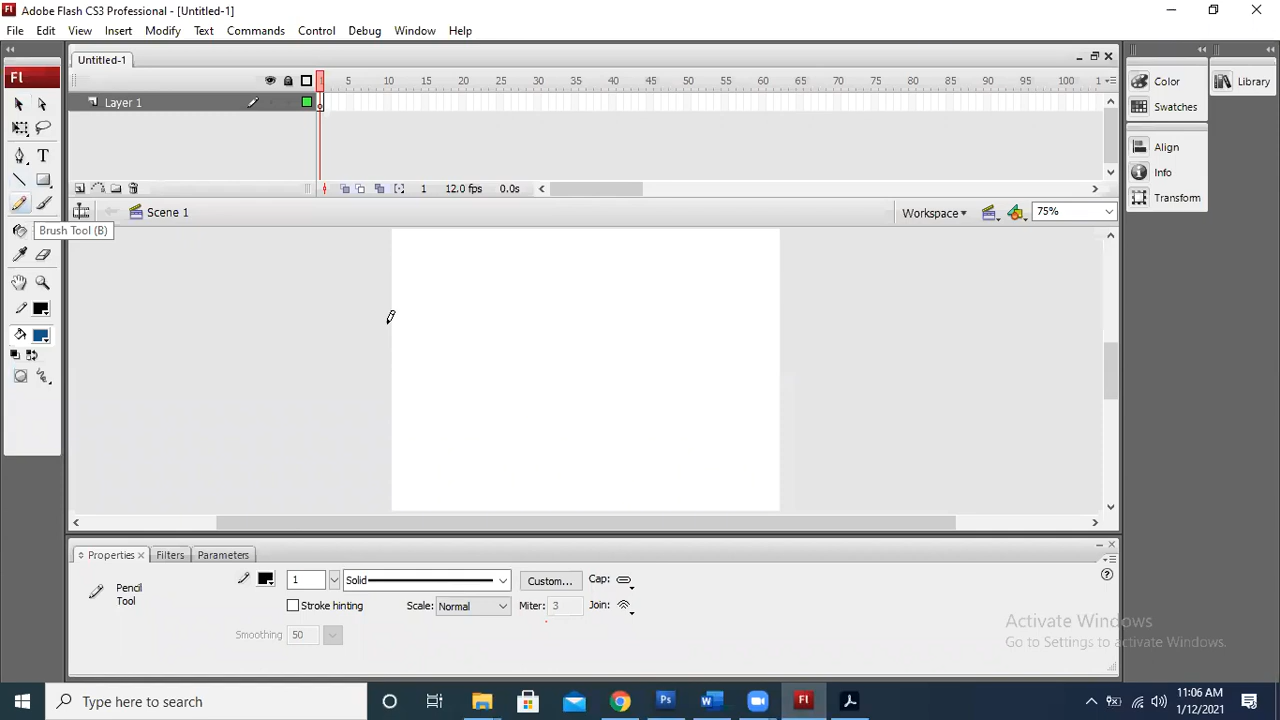 Adobe Flash CS3 Professional - [Untitled-1]
File Edit View Insert Modify Text Commands Control Debug Window Help
Untitled-1
Fl
1 5 10 15 20 25 30 35 40 45 50 55 60 65 70 75 80 85 90 95 100 1
Layer 1
1 12.0 fps 0.0s
Scene 1
Workspace
75%
Brush Tool (B)
Color
Swatches
Align
Info
Transform
Library
Properties Filters Parameters
Pencil
Tool
1
Solid
Custom...
Cap:
Stroke hinting
Scale: Normal
Miter: 3
Join:
Smoothing 50
Activate Windows
Go to Settings to activate Windows.
Type here to search
Ps
Fl
11:06 AM
1/12/2021